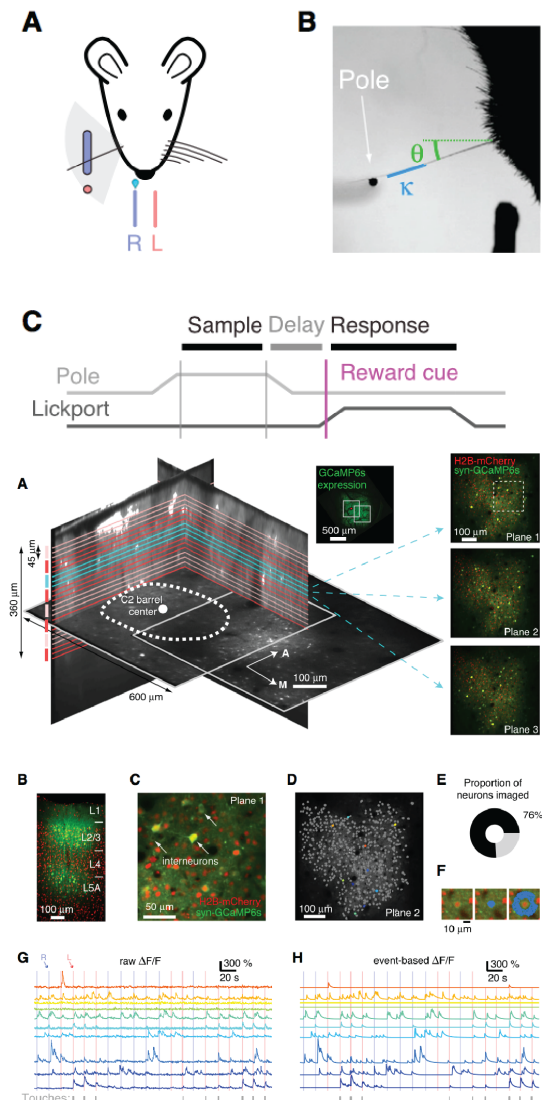 A
R L
B
Pole
θ
κ
C
Sample Delay Response
Pole
Reward cue
Lickport
A
GCaMP6s
expression
500 μm
H2B-mCherry
syn-GCaMP6s
100 μm
Plane 1
45 μm
360 μm
C2 barrel
center
A
M
100 μm
600 μm
Plane 2
Plane 3
B
L1
L2/3
L4
L5A
100 μm
C
Plane 1
interneurons
H2B-mCherry
syn-GCaMP6s
50 μm
D
Plane 2
E
Proportion of
neurons imaged
76%
F
10 μm
G
R L
raw ΔF/F
300 %
20 s
Touches:
H
event-based ΔF/F
300 %
20 s